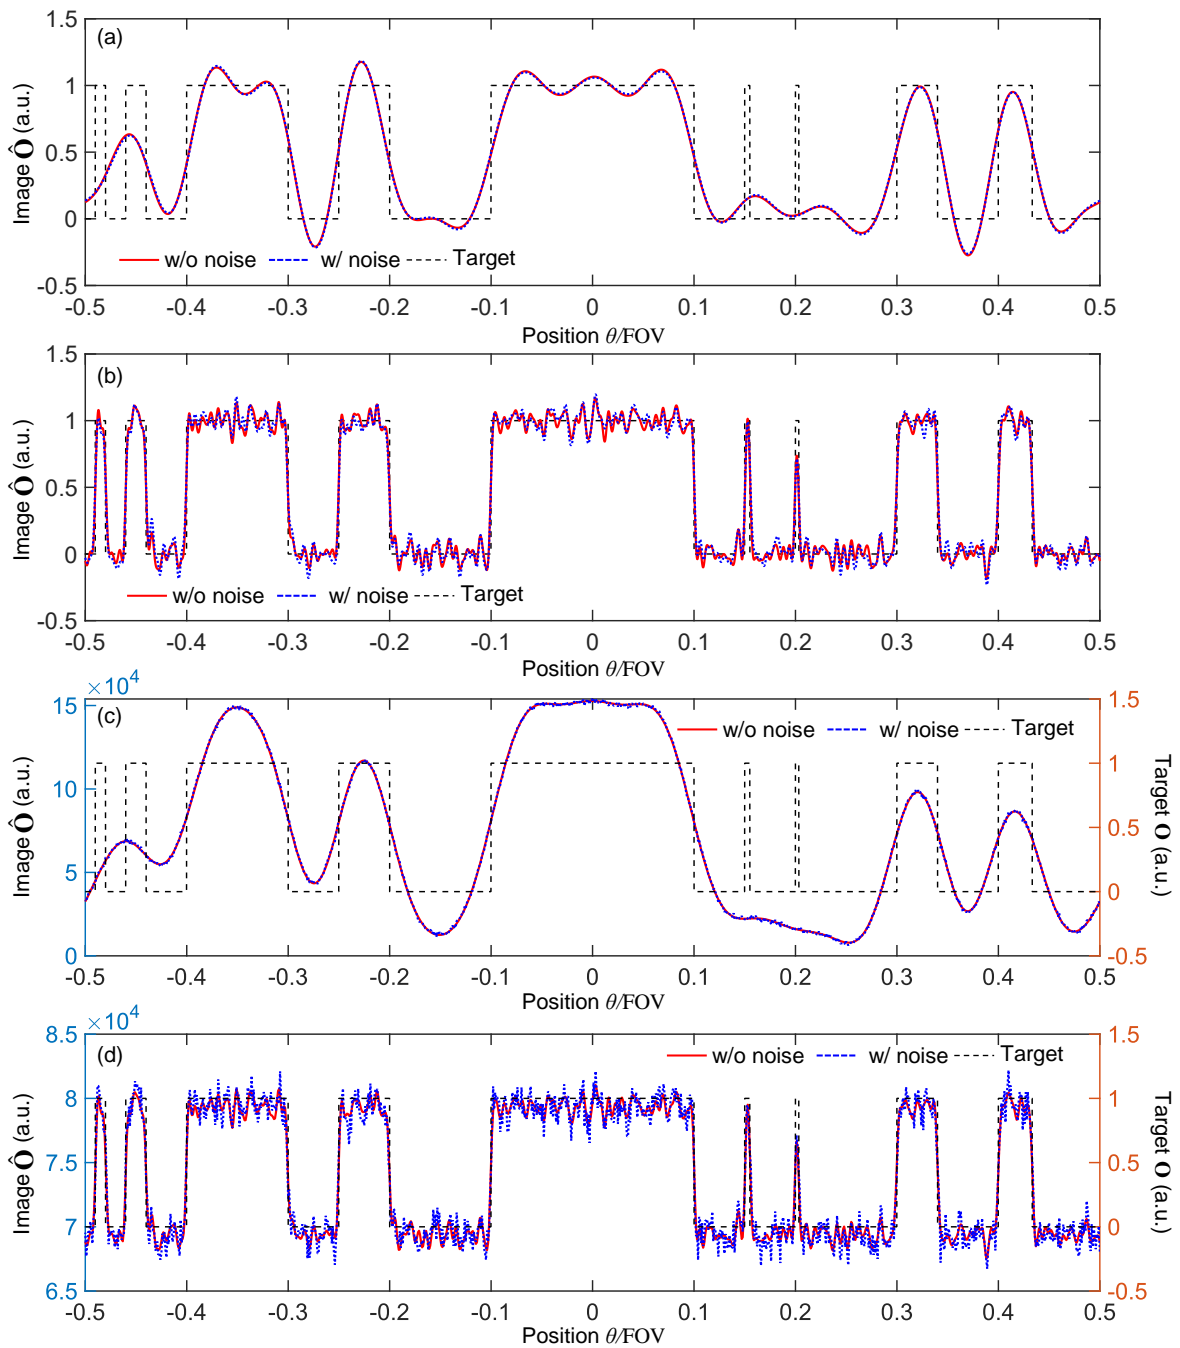 (a)
1.5
1
0.5
0
-0.5
Image Ô (a.u.)
w/o noise w/ noise Target
-0.5 -0.4 -0.3 -0.2 -0.1 0 0.1 0.2 0.3 0.4 0.5
Position θ/FOV
(b)
1.5
1
0.5
0
-0.5
Image Ô (a.u.)
w/o noise w/ noise Target
-0.5 -0.4 -0.3 -0.2 -0.1 0 0.1 0.2 0.3 0.4 0.5
Position θ/FOV
× 10⁴
(c)
15
10
5
0
Image Ô (a.u.)
w/o noise w/ noise Target
1.5
1
0.5
0
-0.5
Target O (a.u.)
-0.5 -0.4 -0.3 -0.2 -0.1 0 0.1 0.2 0.3 0.4 0.5
Position θ/FOV
× 10⁴
(d)
8.5
8
7.5
7
6.5
Image Ô (a.u.)
w/o noise w/ noise Target
1.5
1
0.5
0
-0.5
Target O (a.u.)
-0.5 -0.4 -0.3 -0.2 -0.1 0 0.1 0.2 0.3 0.4 0.5
Position θ/FOV